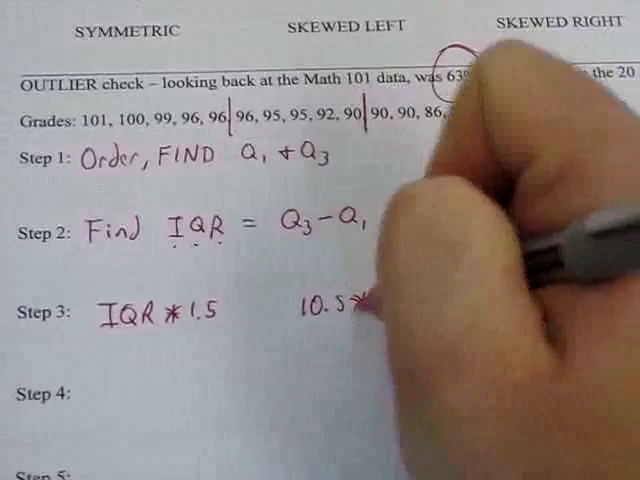 SYMMETRIC SKEWED LEFT SKEWED RIGHT
OUTLIER check – looking back at the Math 101 data, was 63 the 20
Grades: 101, 100, 99, 96, 96 96, 95, 95, 92, 90 90, 90, 86,
Step 1: Order, FIND Q1 + Q3
Step 2: Find IQR = Q3 - Q1
Step 3: IQR * 1.5 10.5 *
Step 4:
Step 5: